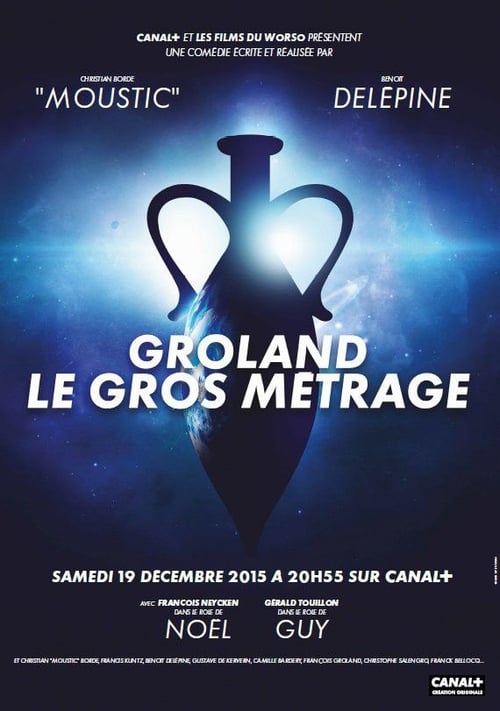 CANAL+ ET LES FILMS DU WORSO PRÉSENTENT
UNE COMÉDIE ÉCRITE ET RÉALISÉE PAR
CHRISTIAN BORDE
"MOUSTIC"
BENOIT
DELÉPINE
GROLAND
LE GROS MÉTRAGE
SAMEDI 19 DÉCEMBRE 2015 A 20H55 SUR CANAL+
AVEC FRANCOIS NEYCKEN
DANS LE ROLE DE
NOËL
GÉRALD TOUILLON
DANS LE ROLE DE
GUY
ET CHRISTIAN "MOUSTIC" BORDE, FRANCIS KUNTZ, BENOIT DELÉPINE, GUSTAVE DE KERVERN, CAMILLE BARDERY, FRANÇOIS GROLAND, CHRISTOPHE SALENGRO, FRANCK BELLOCQ...
CANAL+
CRÉATION ORIGINALE